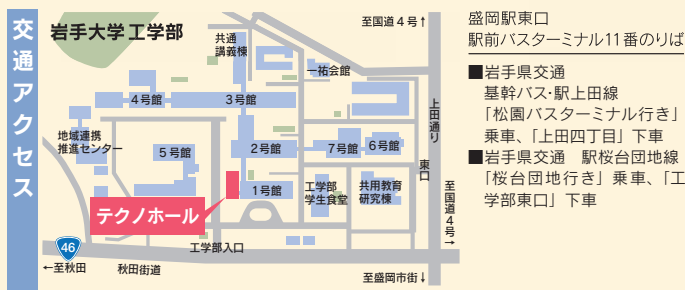 交通アクセス
岩手大学 工学部
至国道4号↑
共通
講義棟
一祐会館
4号館
3号館
上田通り
地域連携
推進センター
5号館
2号館
7号館
6号館
東口
1号館
工学部
学生食堂
共用教育
研究棟
テクノホール
至国道4号→
工学部入口
46
←至秋田
秋田街道
至盛岡市街↓
盛岡駅東口
駅前バスターミナル11番のりば
■岩手県交通
基幹バス・駅上田線
「松園バスターミナル行き」
乗車、「上田四丁目」下車
■岩手県交通 駅桜台団地線
「桜台団地行き」乗車、「工
学部東口」下車